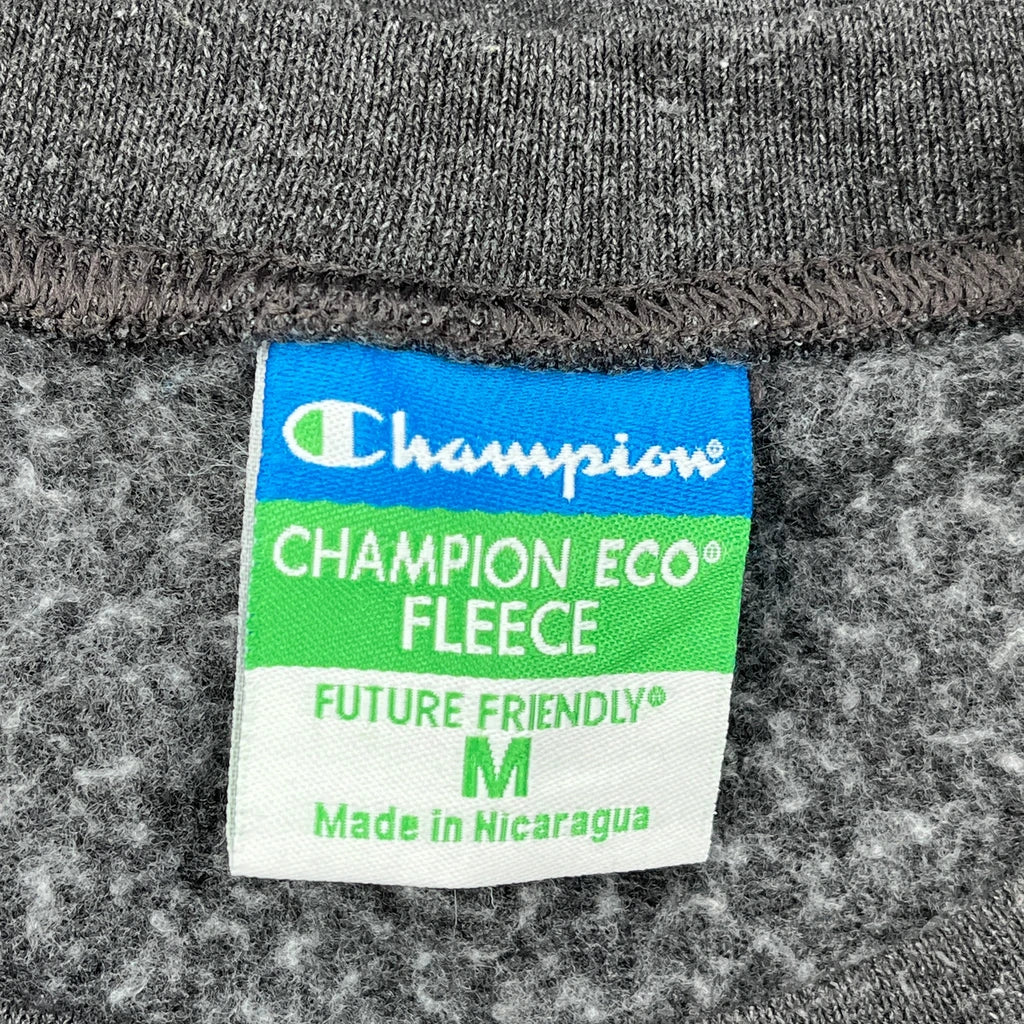 Champion®
CHAMPION ECO®
FLEECE
FUTURE FRIENDLY®
M
Made in Nicaragua